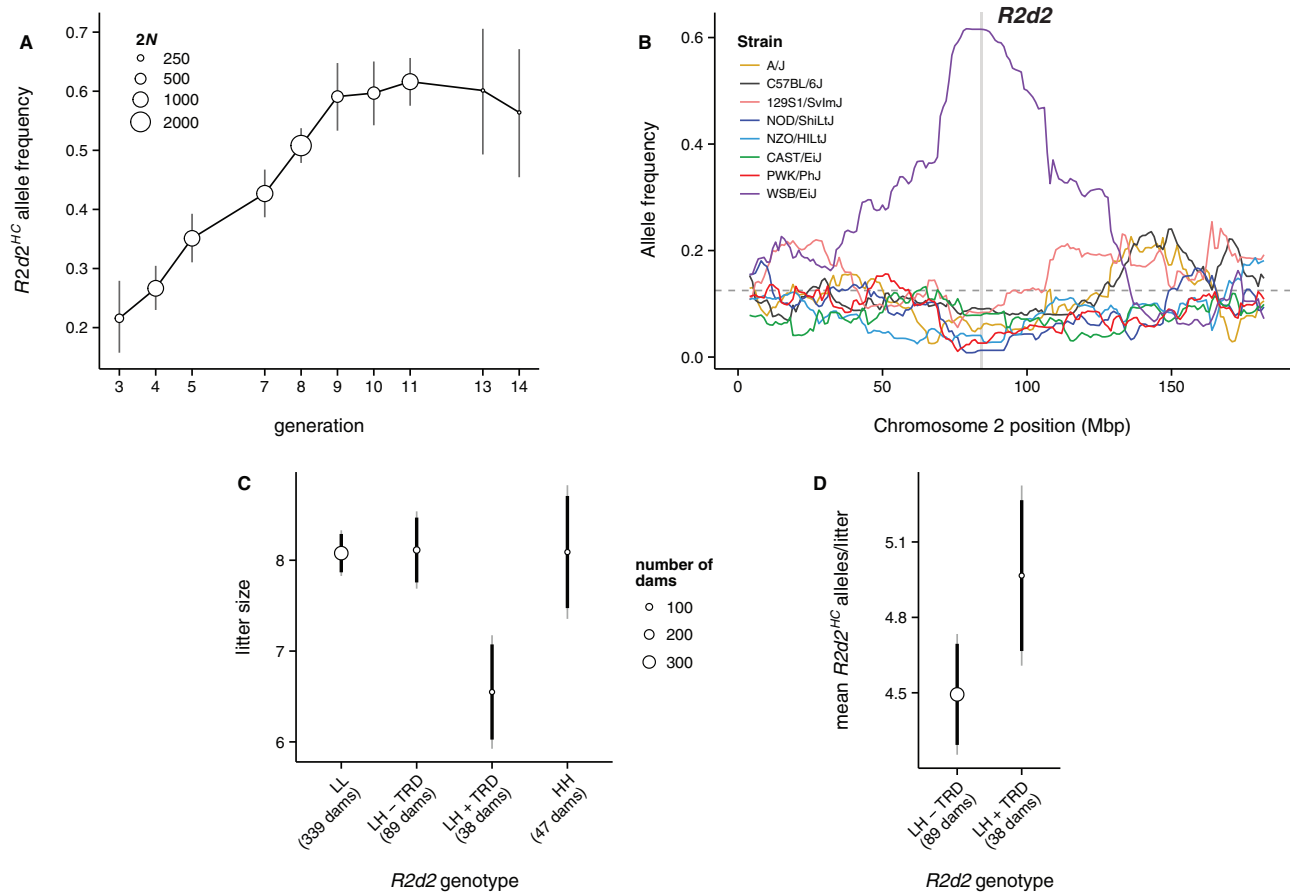 A
2N
250
500
1000
2000
0.7
0.6
0.5
0.4
0.3
0.2
R2d2HC allele frequency
3 4 5 7 8 9 10 11 13 14
generation
B
R2d2
Strain
A/J
C57BL/6J
129S1/SvImJ
NOD/ShiLtJ
NZO/HILtJ
CAST/EiJ
PWK/PhJ
WSB/EiJ
0.6
0.4
0.2
0.0
Allele frequency
0 50 100 150
Chromosome 2 position (Mbp)
C
8
7
6
litter size
LL
(339 dams)
LH − TRD
(89 dams)
LH + TRD
(38 dams)
HH
(47 dams)
R2d2 genotype
number of
dams
100
200
300
D
5.1
4.8
4.5
mean R2d2HC alleles/litter
LH − TRD
(89 dams)
LH + TRD
(38 dams)
R2d2 genotype